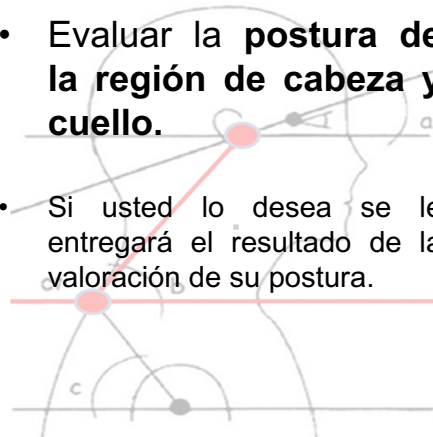 • Evaluar la postura de
la región de cabeza y
cuello.
a
• Si usted lo desea se le
entregará el resultado de la
valoración de su postura.
b
c